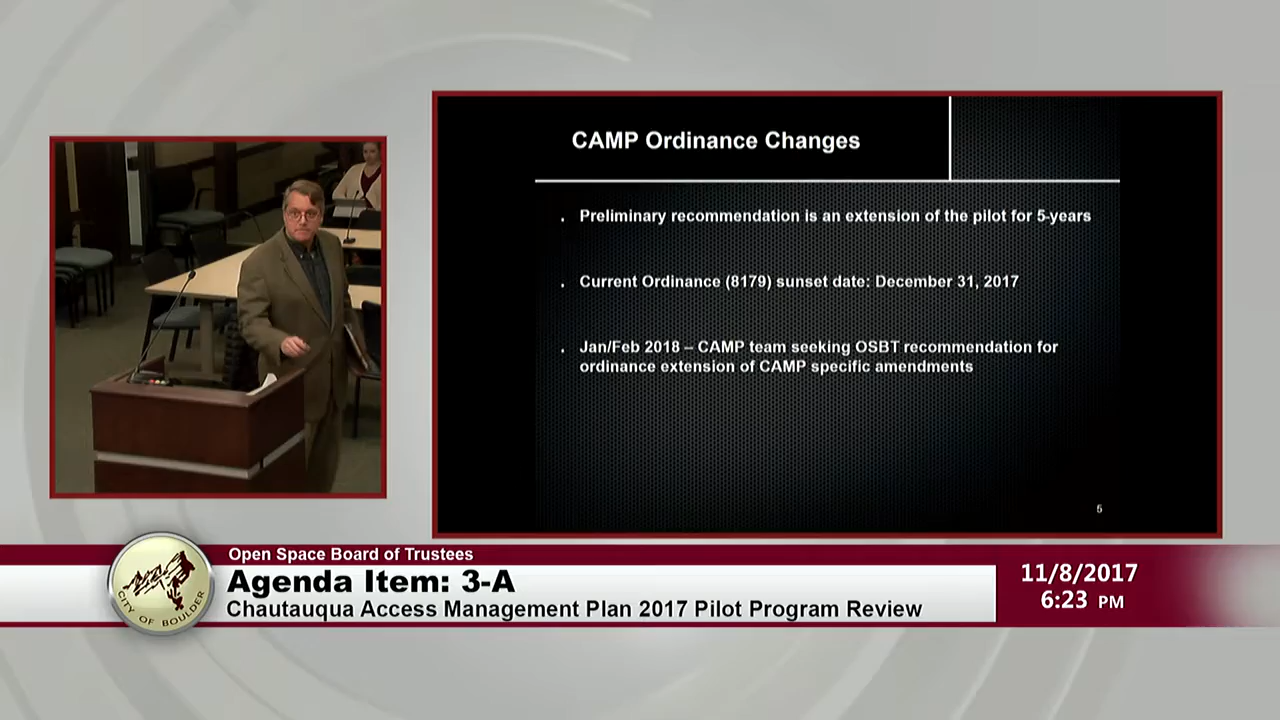 CAMP Ordinance Changes
. Preliminary recommendation is an extension of the pilot for 5-years
. Current Ordinance (8179) sunset date: December 31, 2017
. Jan/Feb 2018 – CAMP team seeking OSBT recommendation for
ordinance extension of CAMP specific amendments
5
Open Space Board of Trustees
Agenda Item: 3-A
Chautauqua Access Management Plan 2017 Pilot Program Review
CITY OF BOULDER
11/8/2017
6:23 PM